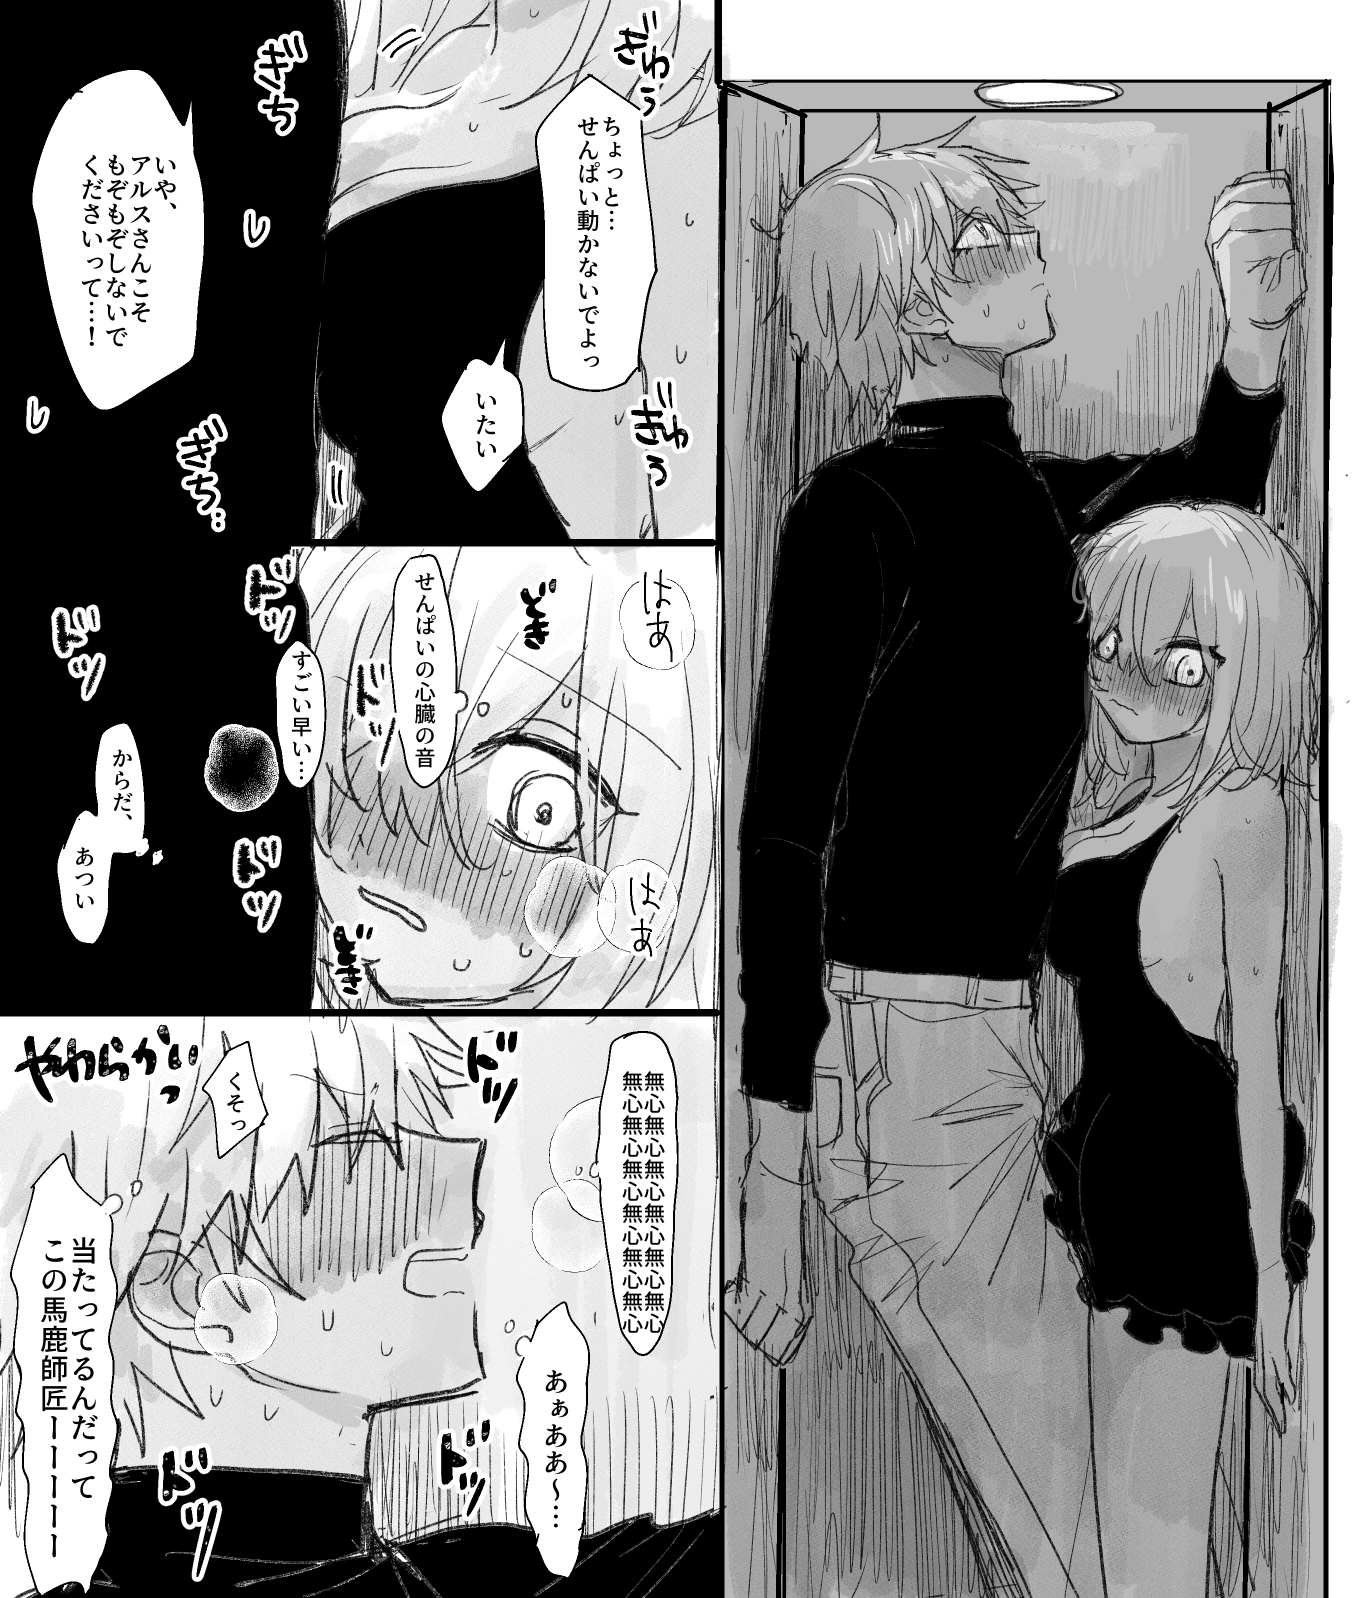 ぎゅう
ちょっと…
せんぱい動かないでよっ
ぎゅう
いたい
ぎち
いや、
アルスさんこそ
もぞもぞしないで
くださいって…!
ぎち…
はぁ
どき
せんぱいの心臓の音
ドッ
すごい早い…
ドッ
ドッ
からだ、
あつい
ドッ
はぁ
どき
無心無心無心無心無心無心
無心無心無心無心無心無心
ドッ
あぁああ~…
ドッ
くそっ
やわらかいっ
当たってるんだって
この馬鹿師匠ーーーーー
ドッ